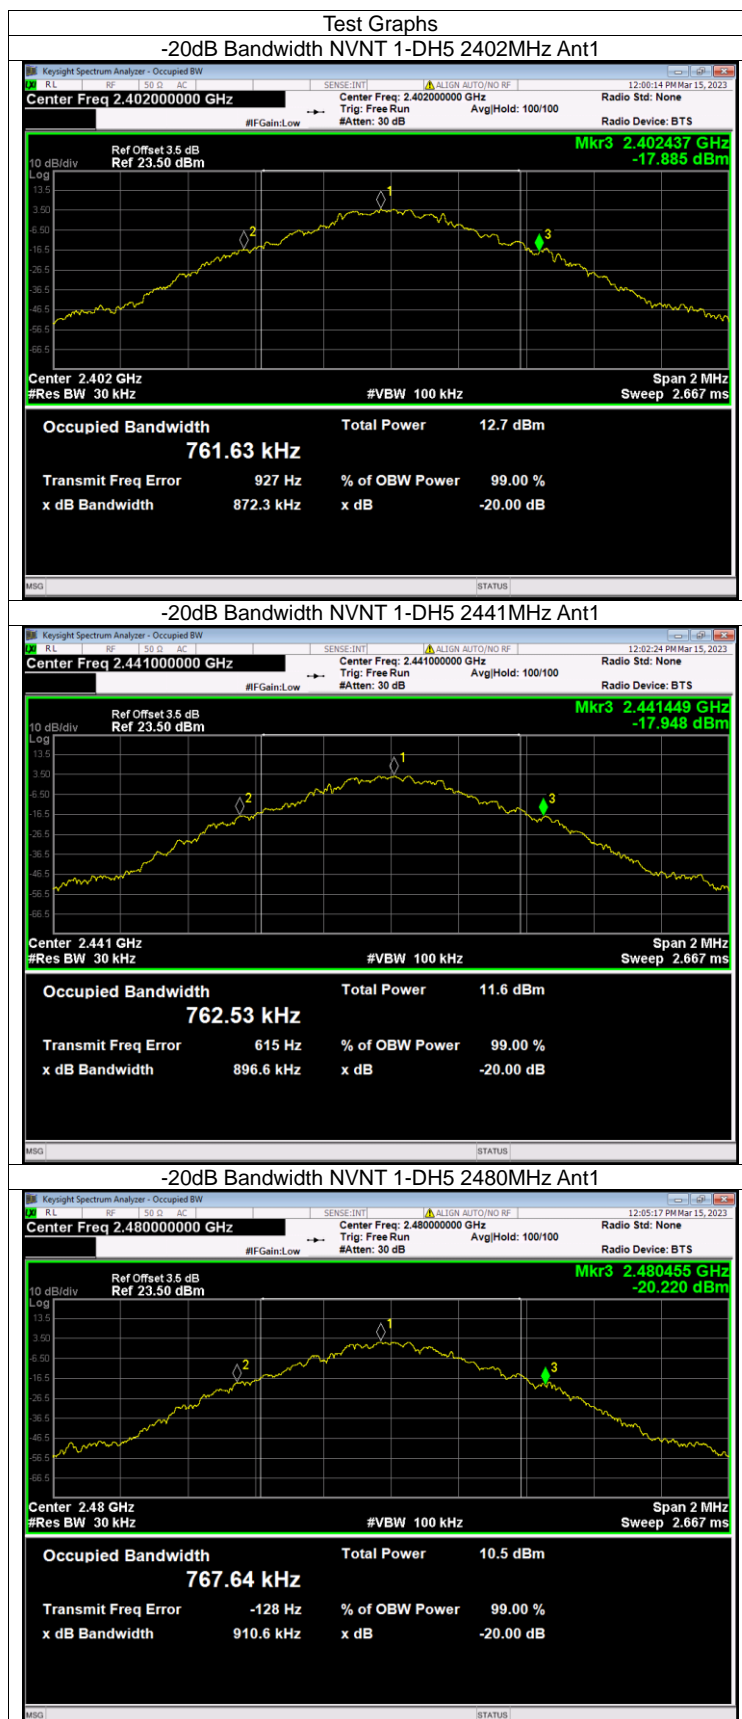 Test Graphs
-20dB Bandwidth NVNT 1-DH5 2402MHz Ant1
Keysight Spectrum Analyzer - Occupied BW
RL RF 50 Ω AC SENSE:INT ALIGN AUTO/NO RF 12:00:14 PM Mar 15, 2023
Center Freq 2.402000000 GHz Center Freq: 2.402000000 GHz Radio Std: None
Trig: Free Run Avg|Hold: 100/100
#IFGain:Low #Atten: 30 dB Radio Device: BTS
Mkr3 2.402437 GHz
-17.885 dBm
Ref Offset 3.5 dB
10 dB/div Ref 23.50 dBm
Log
13.5
3.50
-6.50
-16.5
-26.5
-36.5
-46.5
-56.5
-66.5
1
2
3
Center 2.402 GHz Span 2 MHz
#Res BW 30 kHz #VBW 100 kHz Sweep 2.667 ms
Occupied Bandwidth Total Power 12.7 dBm
761.63 kHz
Transmit Freq Error 927 Hz % of OBW Power 99.00 %
x dB Bandwidth 872.3 kHz x dB -20.00 dB
MSG STATUS
-20dB Bandwidth NVNT 1-DH5 2441MHz Ant1
Keysight Spectrum Analyzer - Occupied BW
RL RF 50 Ω AC SENSE:INT ALIGN AUTO/NO RF 12:02:24 PM Mar 15, 2023
Center Freq 2.441000000 GHz Center Freq: 2.441000000 GHz Radio Std: None
Trig: Free Run Avg|Hold: 100/100
#IFGain:Low #Atten: 30 dB Radio Device: BTS
Mkr3 2.441449 GHz
-17.948 dBm
Ref Offset 3.5 dB
10 dB/div Ref 23.50 dBm
Log
13.5
3.50
-6.50
-16.5
-26.5
-36.5
-46.5
-56.5
-66.5
1
2
3
Center 2.441 GHz Span 2 MHz
#Res BW 30 kHz #VBW 100 kHz Sweep 2.667 ms
Occupied Bandwidth Total Power 11.6 dBm
762.53 kHz
Transmit Freq Error 615 Hz % of OBW Power 99.00 %
x dB Bandwidth 896.6 kHz x dB -20.00 dB
MSG STATUS
-20dB Bandwidth NVNT 1-DH5 2480MHz Ant1
Keysight Spectrum Analyzer - Occupied BW
RL RF 50 Ω AC SENSE:INT ALIGN AUTO/NO RF 12:05:17 PM Mar 15, 2023
Center Freq 2.480000000 GHz Center Freq: 2.480000000 GHz Radio Std: None
Trig: Free Run Avg|Hold: 100/100
#IFGain:Low #Atten: 30 dB Radio Device: BTS
Mkr3 2.480455 GHz
-20.220 dBm
Ref Offset 3.5 dB
10 dB/div Ref 23.50 dBm
Log
13.5
3.50
-6.50
-16.5
-26.5
-36.5
-46.5
-56.5
-66.5
1
2
3
Center 2.48 GHz Span 2 MHz
#Res BW 30 kHz #VBW 100 kHz Sweep 2.667 ms
Occupied Bandwidth Total Power 10.5 dBm
767.64 kHz
Transmit Freq Error -128 Hz % of OBW Power 99.00 %
x dB Bandwidth 910.6 kHz x dB -20.00 dB
MSG STATUS